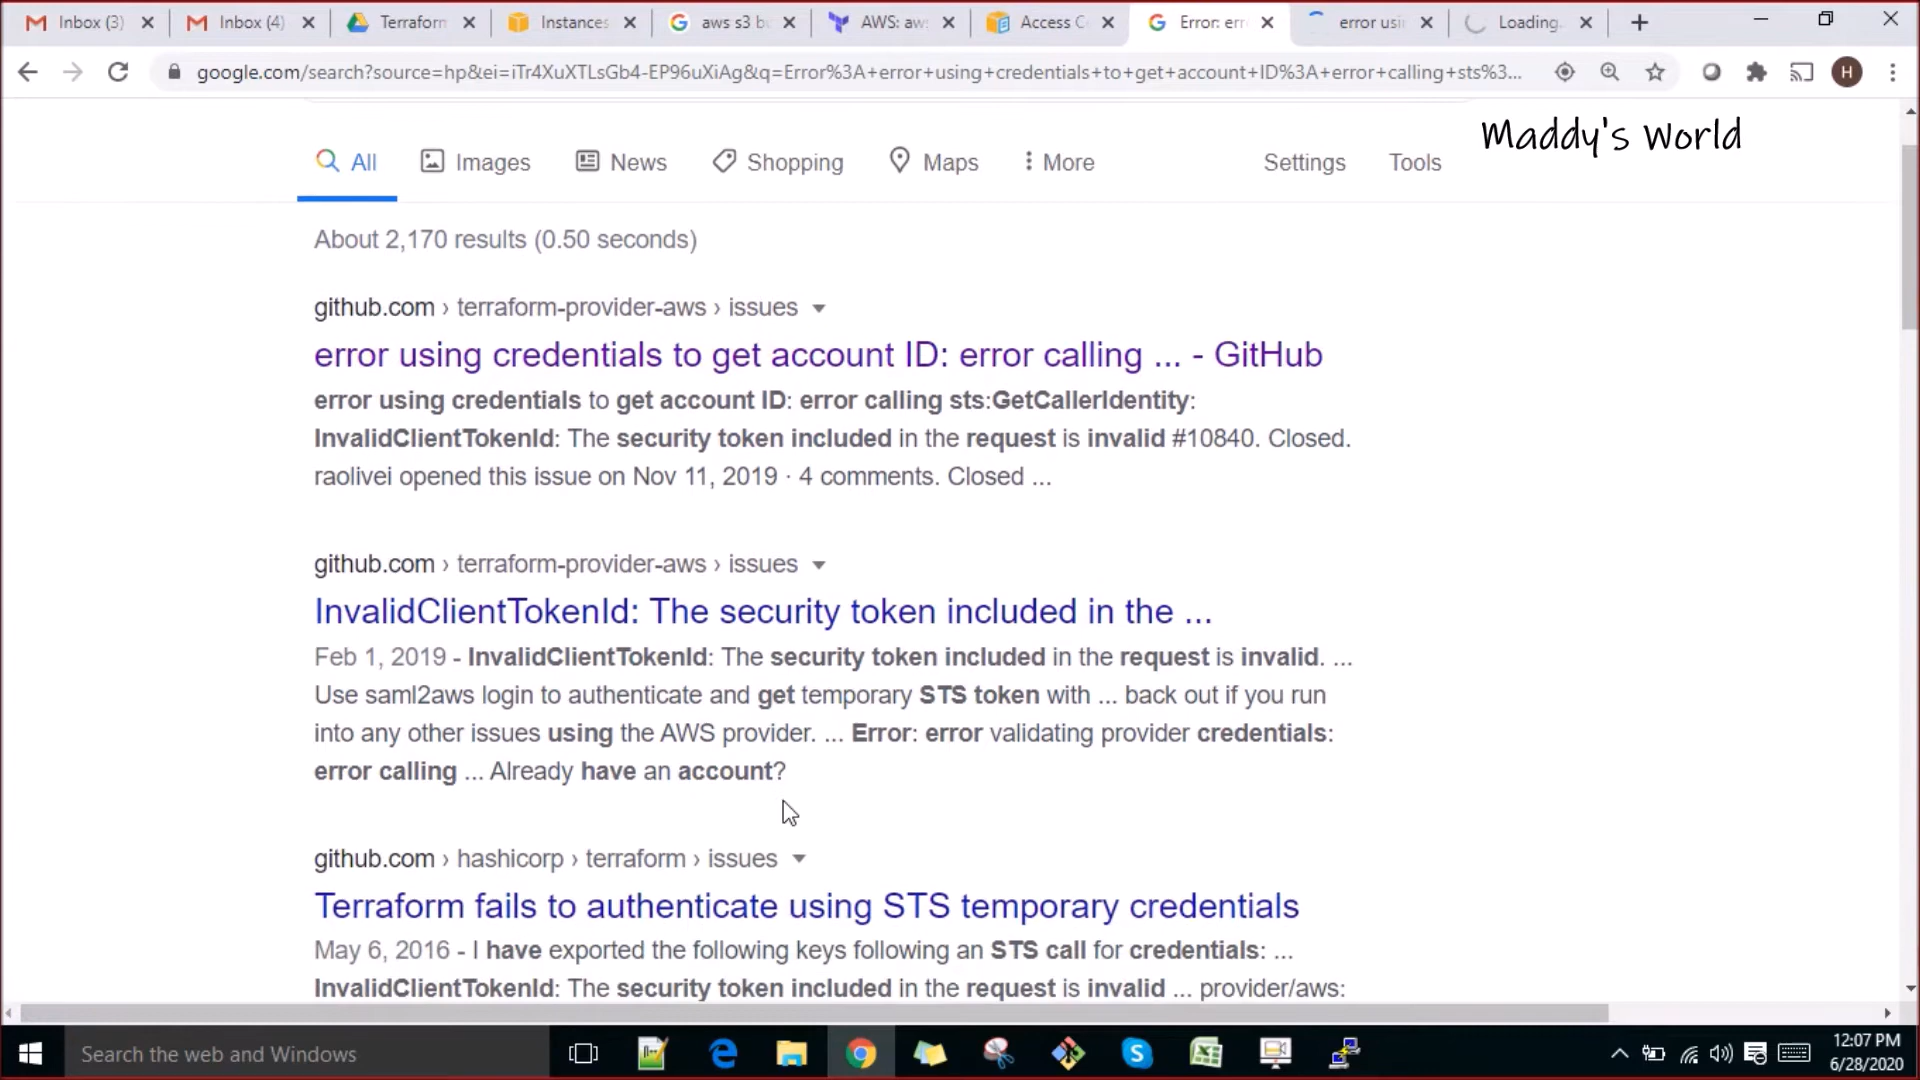 Inbox (3)
Inbox (4)
Terraform
Instances
aws s3 b
AWS: aw
Access C
Error: err
error usi
Loading.
google.com/search?source=hp&ei=iTr4XuXTLsGb4-EP96uXiAg&q=Error%3A+error+using+credentials+to+get+account+ID%3A+error+calling+sts%3...
H
Maddy's World
All
Images
News
Shopping
Maps
More
Settings
Tools
About 2,170 results (0.50 seconds)
github.com › terraform-provider-aws › issues
error using credentials to get account ID: error calling ... - GitHub
error using credentials to get account ID: error calling sts:GetCallerIdentity:
InvalidClientTokenId: The security token included in the request is invalid #10840. Closed.
raolivei opened this issue on Nov 11, 2019 · 4 comments. Closed ...
github.com › terraform-provider-aws › issues
InvalidClientTokenId: The security token included in the ...
Feb 1, 2019 - InvalidClientTokenId: The security token included in the request is invalid. ...
Use saml2aws login to authenticate and get temporary STS token with ... back out if you run
into any other issues using the AWS provider. ... Error: error validating provider credentials:
error calling ... Already have an account?
github.com › hashicorp › terraform › issues
Terraform fails to authenticate using STS temporary credentials
May 6, 2016 - I have exported the following keys following an STS call for credentials: ...
InvalidClientTokenId: The security token included in the request is invalid ... provider/aws:
Search the web and Windows
12:07 PM
6/28/2020